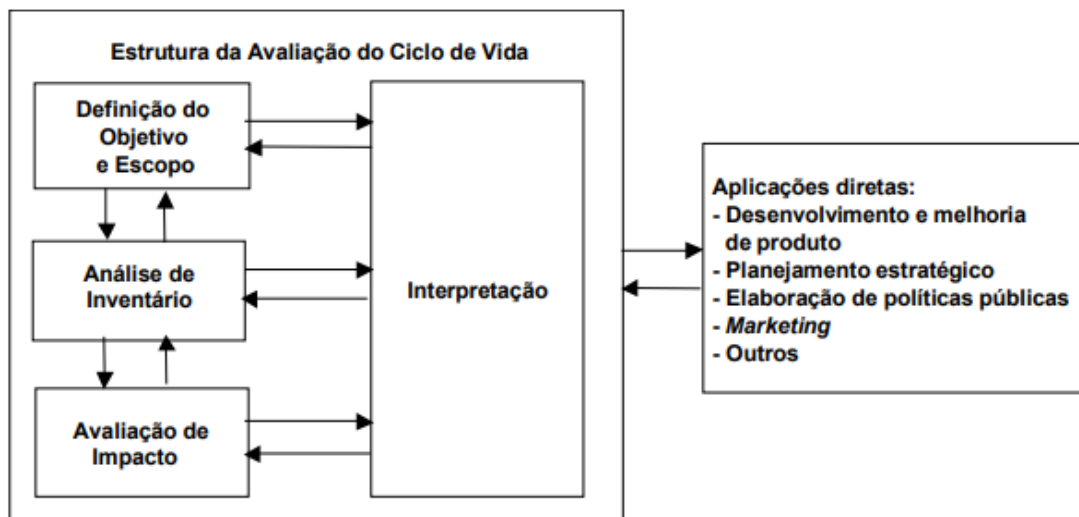 Estrutura da Avaliação do Ciclo de Vida
Definição do
Objetivo
e Escopo
Análise de
Inventário
Avaliação de
Impacto
Interpretação
Aplicações diretas:
- Desenvolvimento e melhoria
de produto
- Planejamento estratégico
- Elaboração de políticas públicas
- Marketing
- Outros